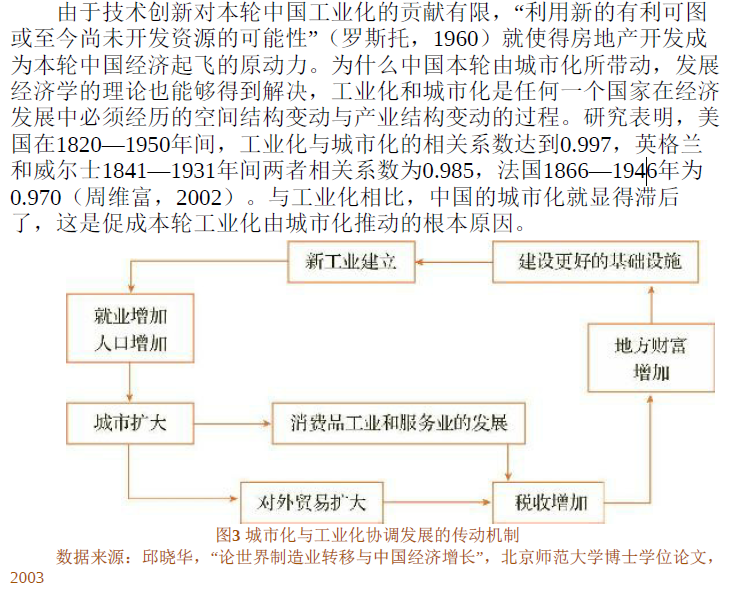 由于技术创新对本轮中国工业化的贡献有限，“利用新的有利可图
或至今尚未开发资源的可能性”（罗斯托，1960）就使得房地产开发成
为本轮中国经济起飞的原动力。为什么中国本轮由城市化所带动，发展
经济学的理论也能够得到解决，工业化和城市化是任何一个国家在经济
发展中必须经历的空间结构变动与产业结构变动的过程。研究表明，美
国在1820—1950年间，工业化与城市化的相关系数达到0.997，英格兰
和威尔士1841—1931年间两者相关系数为0.985，法国1866—1946年为
0.970（周维富，2002）。与工业化相比，中国的城市化就显得滞后
了，这是促成本轮工业化由城市化推动的根本原因。
新工业建立
建设更好的基础设施
就业增加
人口增加
地方财富
增加
城市扩大
消费品工业和服务业的发展
对外贸易扩大
税收增加
图3 城市化与工业化协调发展的传动机制
数据来源：邱晓华，“论世界制造业转移与中国经济增长”，北京师范大学博士学位论文，
2003